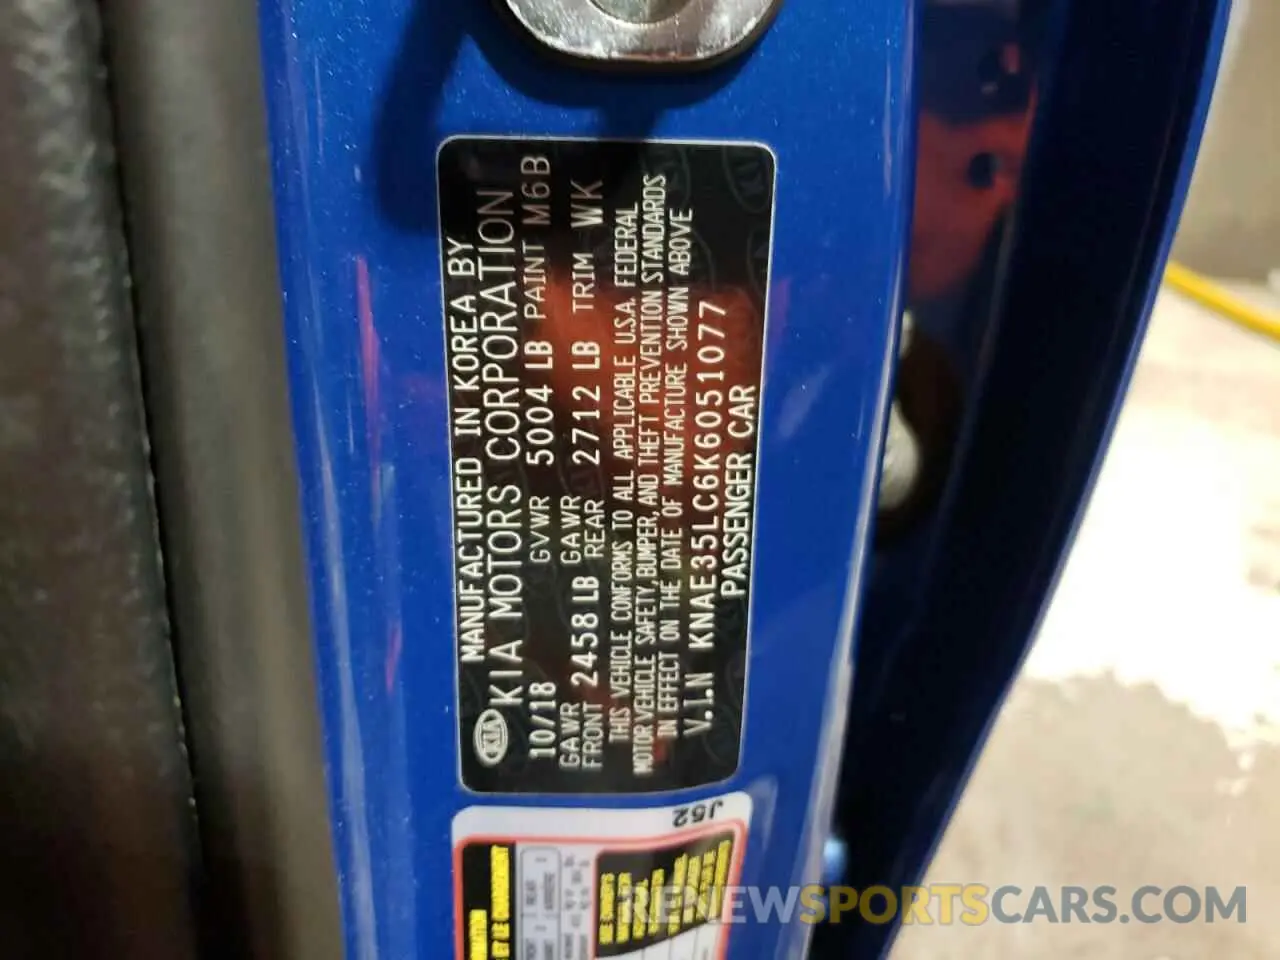 MANUFACTURED IN KOREA BY
KIA KIA MOTORS CORPORATION
10/18 GVWR 5004 LB PAINT M6B
GAWR FRONT 2458 LB GAWR REAR 2712 LB TRIM WK
THIS VEHICLE CONFORMS TO ALL APPLICABLE U.S.A. FEDERAL
MOTOR VEHICLE SAFETY, BUMPER, AND THEFT PREVENTION STANDARDS
IN EFFECT ON THE DATE OF MANUFACTURE SHOWN ABOVE
V.I.N KNAE35LC6K6051077
PASSENGER CAR
J52
RENEWSPORTSCARS.COM